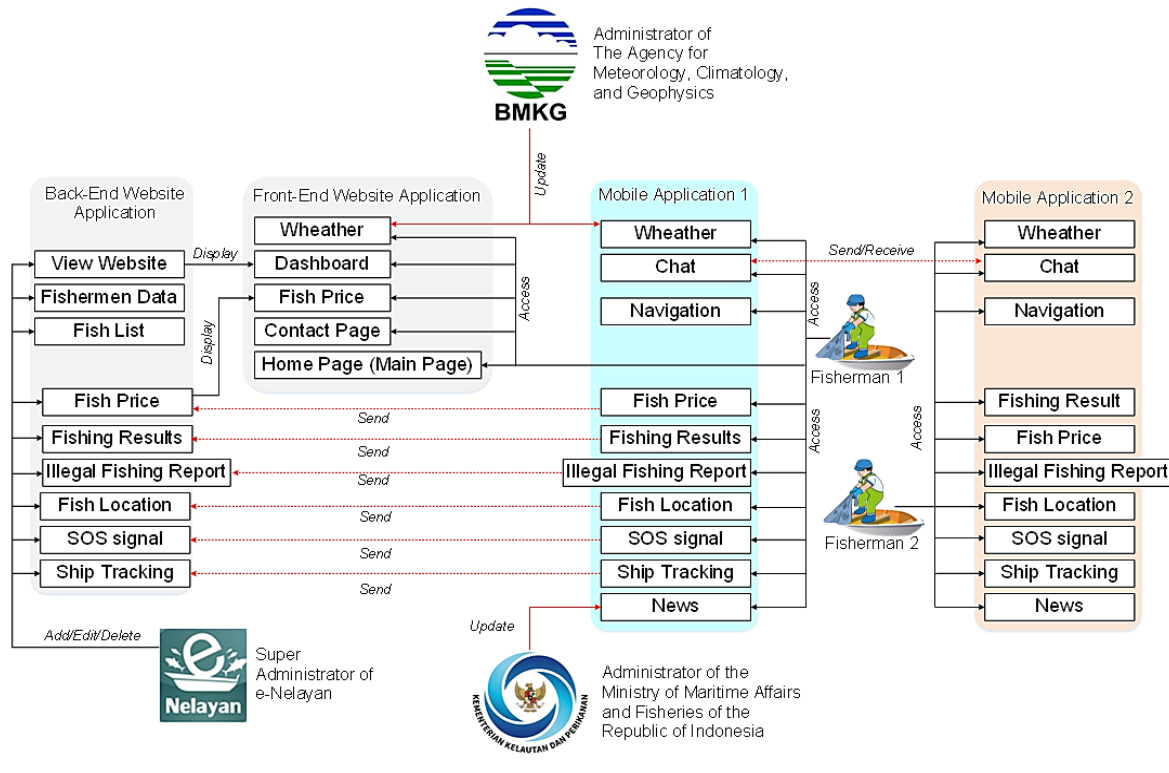 Administrator of
The Agency for
Meteorology, Climatology,
and Geophysics
BMKG
Update
Back-End Website
Application
Front-End Website Application
Mobile Application 1
Mobile Application 2
Wheather
Wheather
Wheather
Send/Receive
View Website
Display
Dashboard
Chat
Chat
Fishermen Data
Fish Price
Access
Navigation
Access
Navigation
Fish List
Display
Contact Page
Home Page (Main Page)
Fisherman 1
Fish Price
Send
Fish Price
Access
Access
Fishing Result
Fishing Results
Send
Fishing Results
Fish Price
Illegal Fishing Report
Send
Illegal Fishing Report
Illegal Fishing Report
Fish Location
Send
Fish Location
Fish Location
SOS signal
Send
SOS signal
Fisherman 2
SOS signal
Ship Tracking
Send
Ship Tracking
Ship Tracking
News
News
Add/Edit/Delete
Update
e
Nelayan
Super
Administrator of
e-Nelayan
KEMENTERIAN KELAUTAN DAN PERIKANAN
Administrator of the
Ministry of Maritime Affairs
and Fisheries of the
Republic of Indonesia